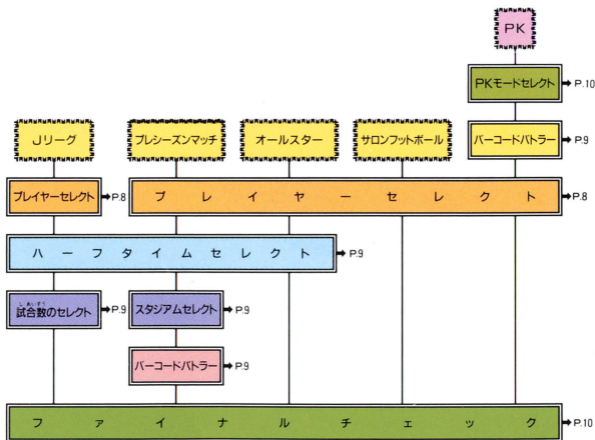 PK
PKモードセレクト
P.10
Jリーグ
プレシーズンマッチ
オールスター
サロンフットボール
バーコードバトラー
P.9
プレイヤーセレクト
P.8
プレイヤーセレクト
P.8
ハーフタイムセレクト
P.9
しあいすう
試合数のセレクト
P.9
スタジアムセレクト
P.9
バーコードバトラー
P.9
ファイナルチェック
P.10